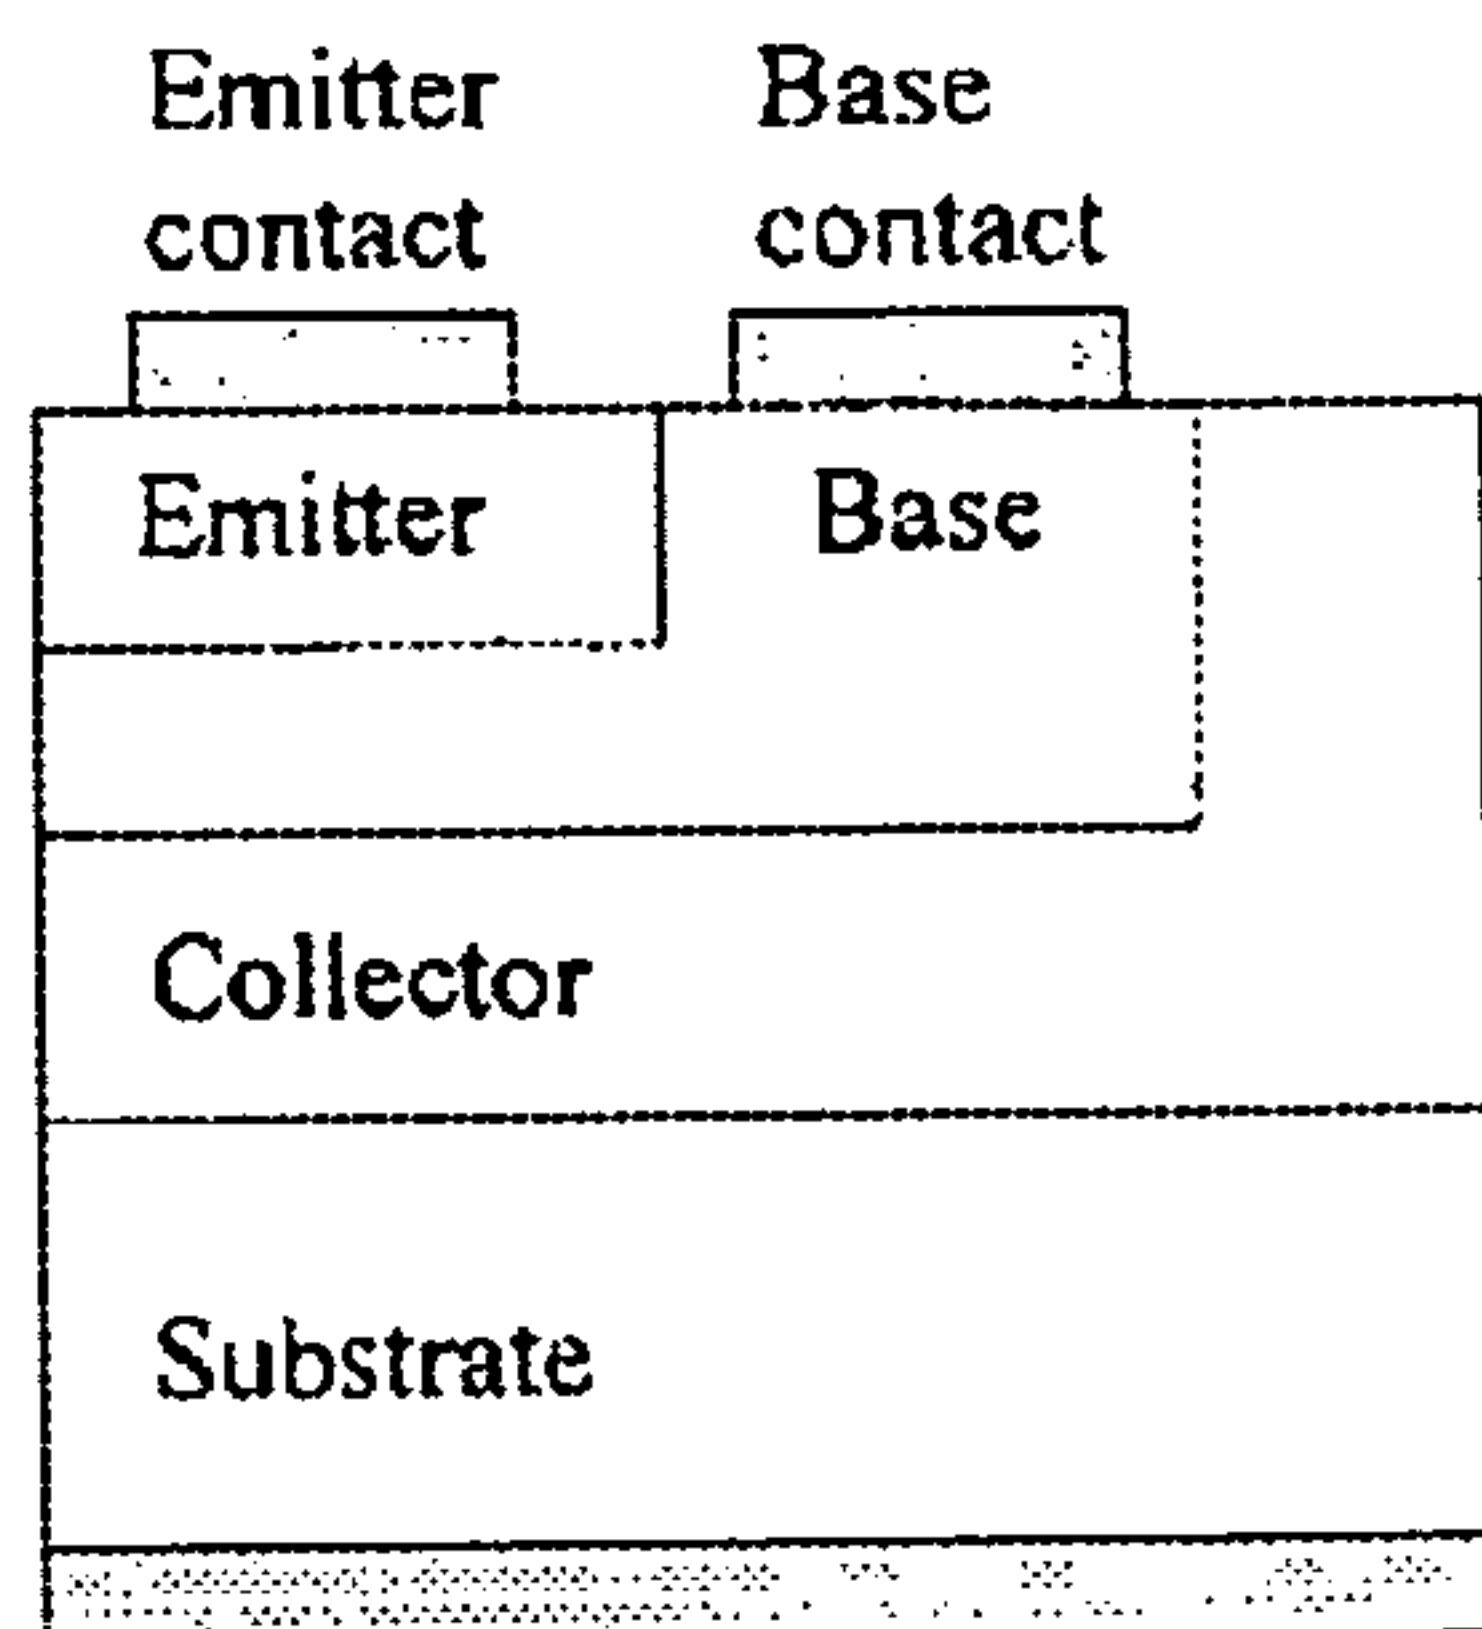 Emitter
contact
Base
contact
Emitter
Base
Collector
Substrate